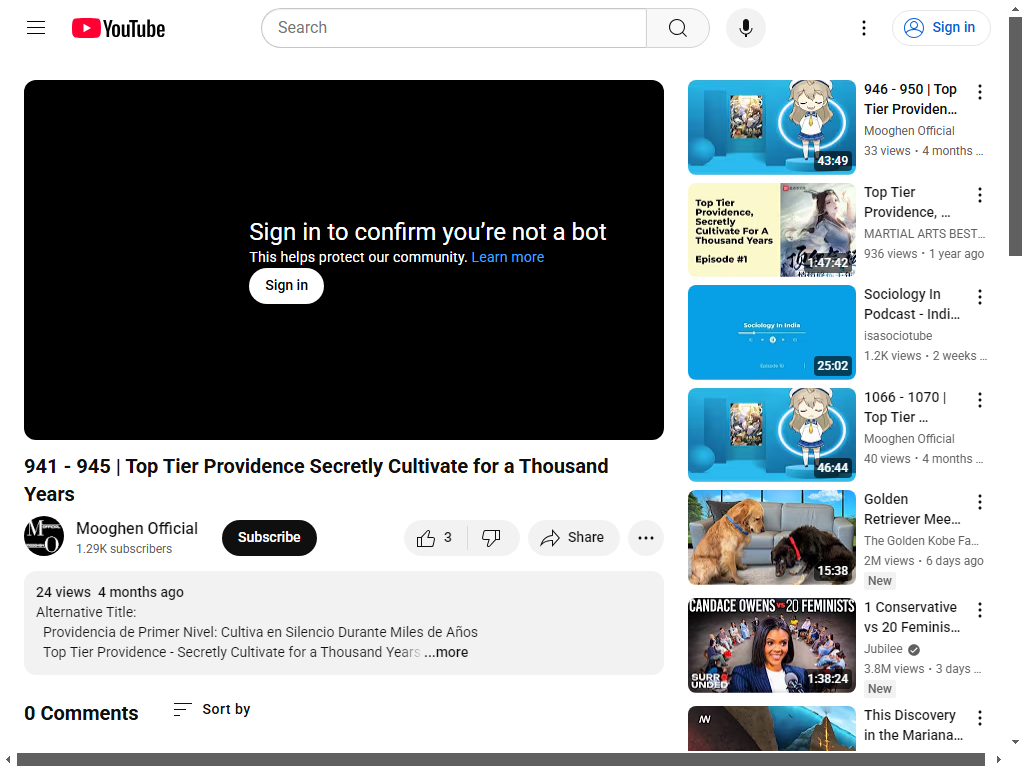 YouTube
Search
Sign in
Sign in to confirm you’re not a bot
This helps protect our community. Learn more
Sign in
941 - 945 | Top Tier Providence Secretly Cultivate for a Thousand
Years
Mooghen Official
1.29K subscribers
Subscribe
3
Share
24 views 4 months ago
Alternative Title:
Providencia de Primer Nivel: Cultiva en Silencio Durante Miles de Años
Top Tier Providence - Secretly Cultivate for a Thousand Years ...more
0 Comments
Sort by
43:49
946 - 950 | Top
Tier Providen...
Mooghen Official
33 views • 4 months ...
Top Tier
Providence,
Secretly
Cultivate For A
Thousand Years
Episode #1
1:47:42
Top Tier
Providence, ...
MARTIAL ARTS BEST...
936 views • 1 year ago
Sociology In India
Episode 10
25:02
Sociology In
Podcast - Indi...
isasociotube
1.2K views • 2 weeks ...
46:44
1066 - 1070 |
Top Tier ...
Mooghen Official
40 views • 4 months ...
15:38
Golden
Retriever Mee...
The Golden Kobe Fa...
2M views • 6 days ago
New
CANDACE OWENS vs 20 FEMINISTS
SURROUNDED
1:38:24
1 Conservative
vs 20 Feminis...
Jubilee
3.8M views • 3 days ...
New
This Discovery
in the Mariana...